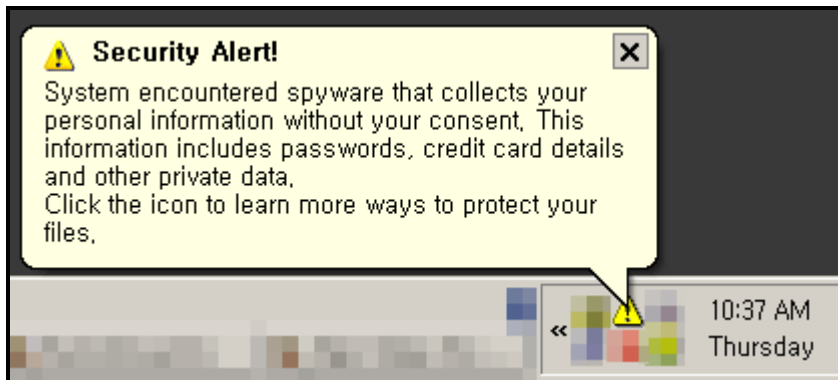 Security Alert!
System encountered spyware that collects your
personal information without your consent, This
information includes passwords, credit card details
and other private data,
Click the icon to learn more ways to protect your
files,
«
10:37 AM
Thursday